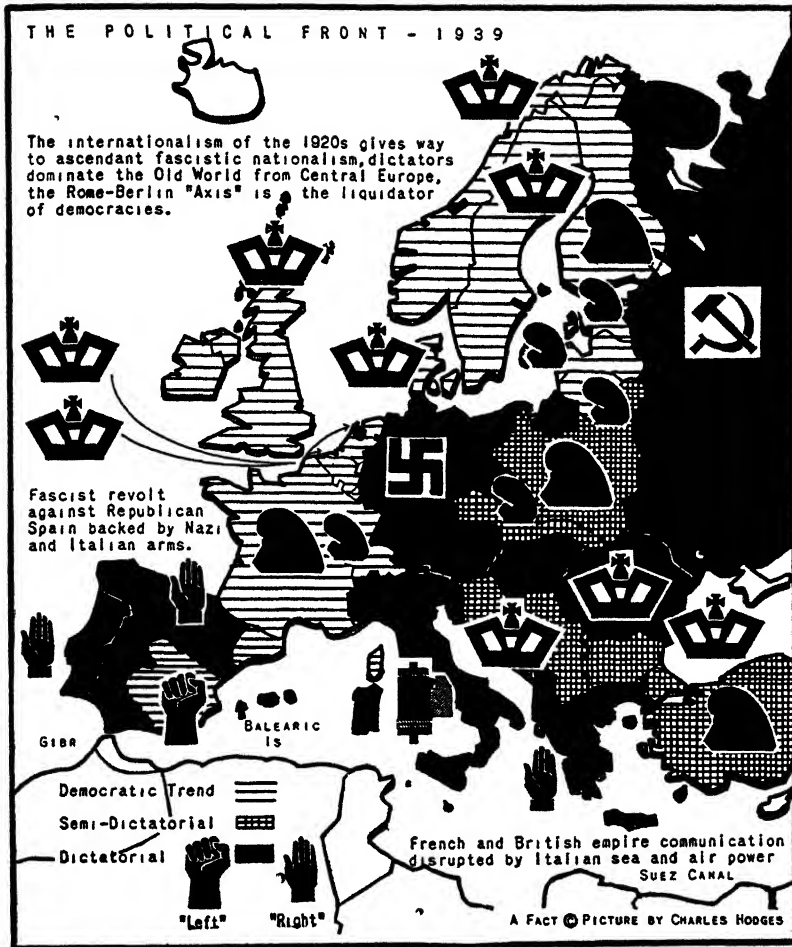 THE POLITICAL FRONT - 1939
The internationalism of the 1920s gives way
to ascendant fascistic nationalism, dictators
dominate the Old World from Central Europe,
the Rome-Berlin "Axis" is the liquidator
of democracies.
Fascist revolt
against Republican
Spain backed by Nazi
and Italian arms.
GIBR
BALEARIC
IS
Democratic Trend
Semi-Dictatorial
Dictatorial
"Left" "Right"
French and British empire communication
disrupted by Italian sea and air power
SUEZ CANAL
A FACT © PICTURE BY CHARLES HODGES